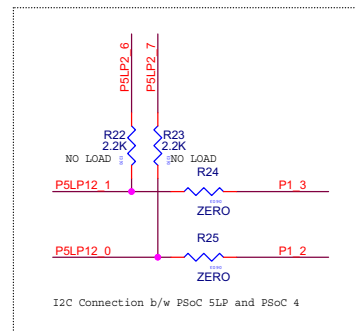 P5LP2_6
P5LP2_7
R22
2.2K
NO LOAD
R23
2.2K
NO LOAD
R24
ZERO
P5LP12_1
P1_3
R25
ZERO
P5LP12_0
P1_2
I2C Connection b/w PSoC 5LP and PSoC 4